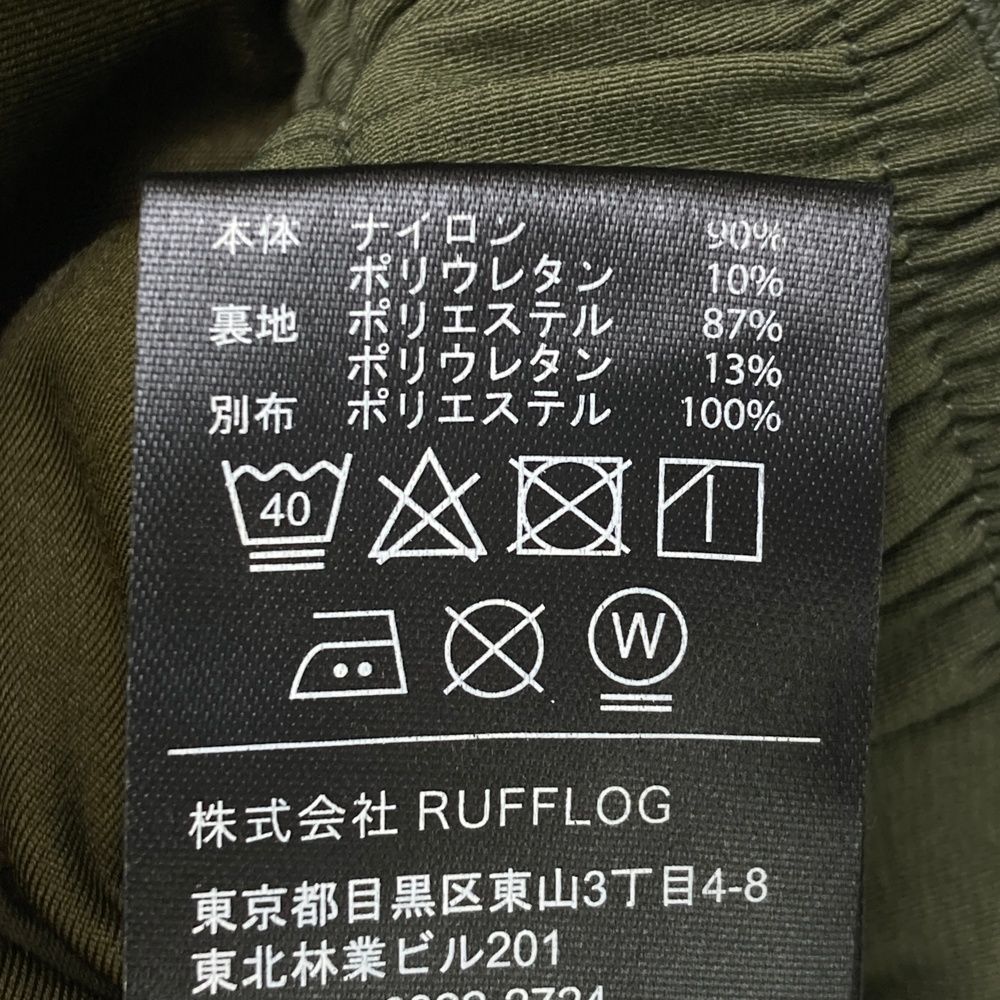 本体 ナイロン 90%
ポリウレタン 10%
裏地 ポリエステル 87%
ポリウレタン 13%
別布 ポリエステル 100%
40
W
株式会社 RUFFLOG
東京都目黒区東山3丁目4-8
東北林業ビル201